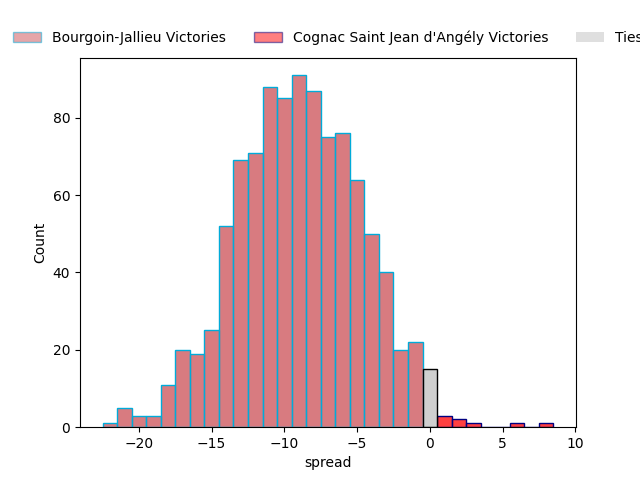 Bourgoin-Jallieu Victories Cognac Saint Jean d'Angély Victories Ties
80
60
40
20
0
Count
−20 −15 −10 −5 0 5 10
spread